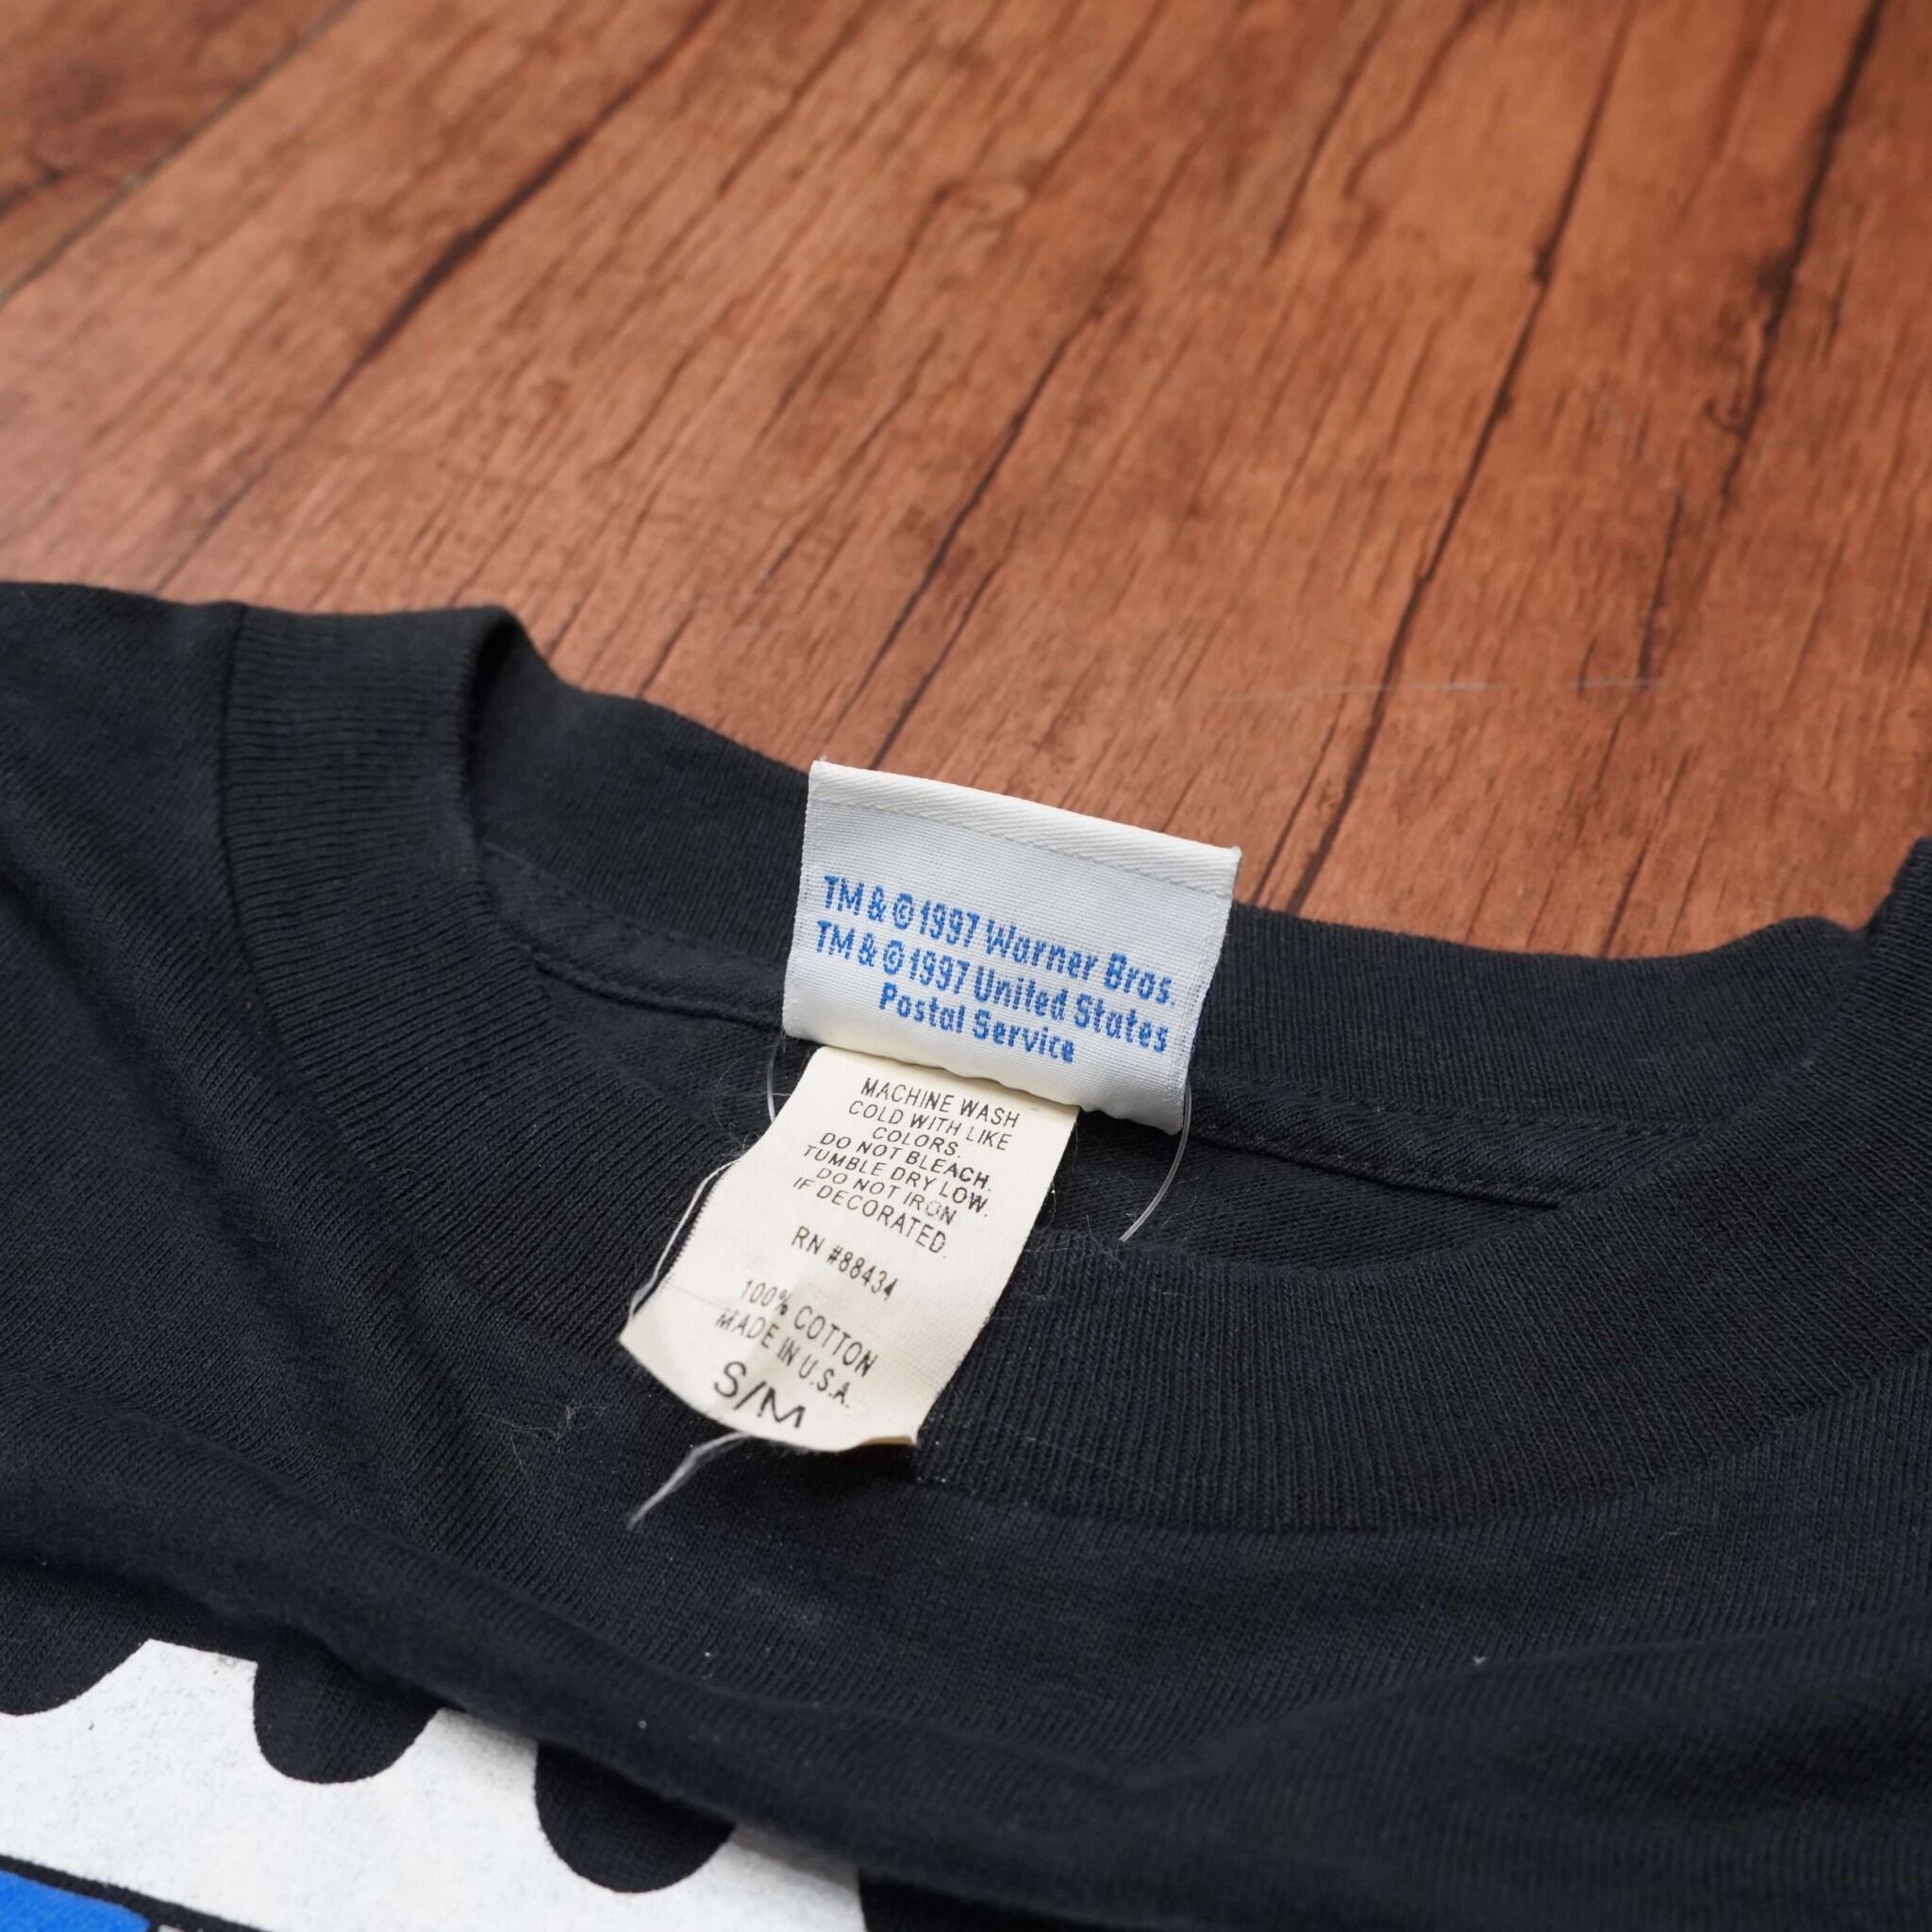 TM & © 1997 Warner Bros.
TM & © 1997 United States
Postal Service
MACHINE WASH
COLD WITH LIKE
COLORS.
DO NOT BLEACH.
TUMBLE DRY LOW.
DO NOT IRON
IF DECORATED.
RN #88434
100% COTTON
MADE IN U.S.A.
S/M